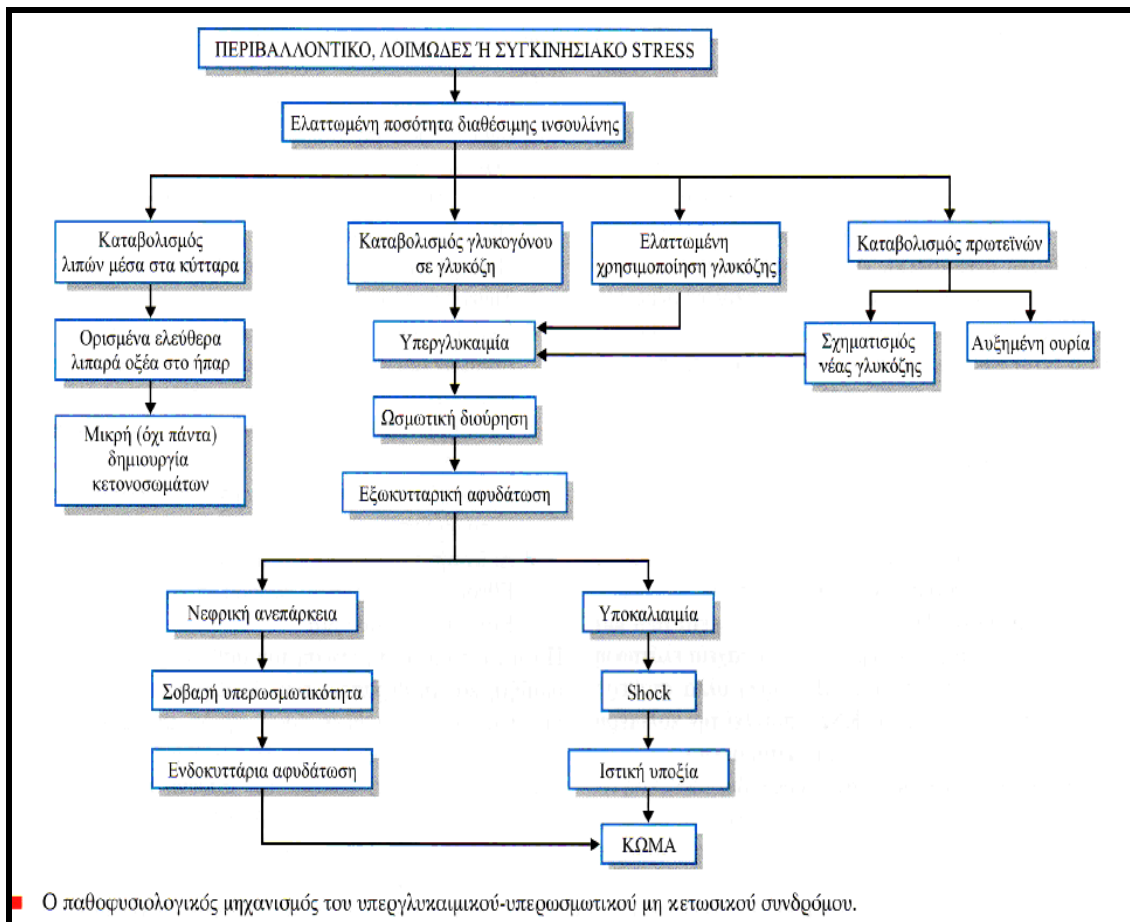 ΠΕΡΙΒΑΛΛΟΝΤΙΚΟ, ΛΟΙΜΩΔΕΣ Ή ΣΥΓΚΙΝΗΣΙΑΚΟ STRESS
Ελαττωμένη ποσότητα διαθέσιμης ινσουλίνης
Καταβολισμός
λιπών μέσα στα κύτταρα
Καταβολισμός γλυκογόνου
σε γλυκόζη
Ελαττωμένη
χρησιμοποίηση γλυκόζης
Καταβολισμός πρωτεϊνών
Ορισμένα ελεύθερα
λιπαρά οξέα στο ήπαρ
Υπεργλυκαιμία
Σχηματισμός
νέας γλυκόζης
Αυξημένη ουρία
Μικρή (όχι πάντα)
δημιουργία
κετονοσωμάτων
Ωσμωτική διούρηση
Εξωκυτταρική αφυδάτωση
Νεφρική ανεπάρκεια
Υποκαλιαιμία
Σοβαρή υπερωσμωτικότητα
Shock
Ενδοκυττάρια αφυδάτωση
Ιστική υποξία
ΚΩΜΑ
Ο παθοφυσιολογικός μηχανισμός του υπεργλυκαιμικού-υπερωσμωτικού μη κετωσικού συνδρόμου.